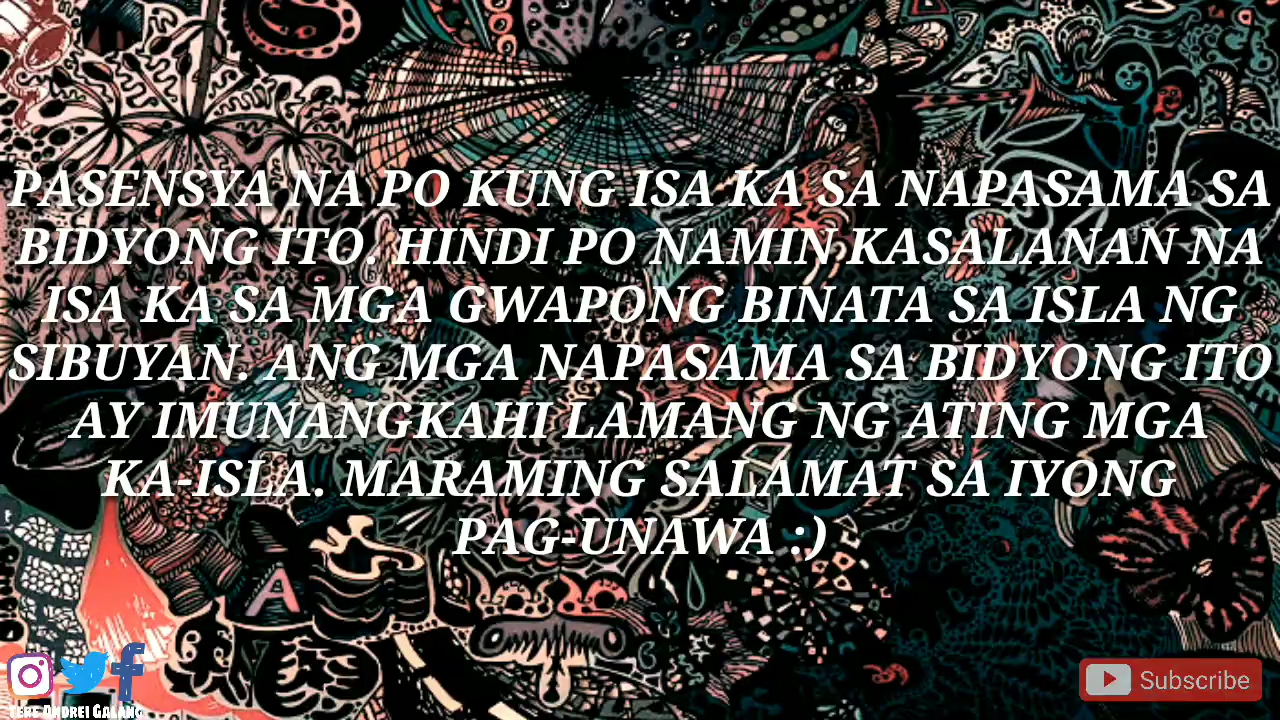 PASENSYA NA PO KUNG ISA KA SA NAPASAMA SA
BIDYONG ITO. HINDI PO NAMIN KASALANAN NA
ISA KA SA MGA GWAPONG BINATA SA ISLA NG
SIBUYAN. ANG MGA NAPASAMA SA BIDYONG ITO
AY IMUNANGKAHI LAMANG NG ATING MGA
KA-ISLA. MARAMING SALAMAT SA IYONG
PAG-UNAWA :)
A
Subscribe
Andrei Galang